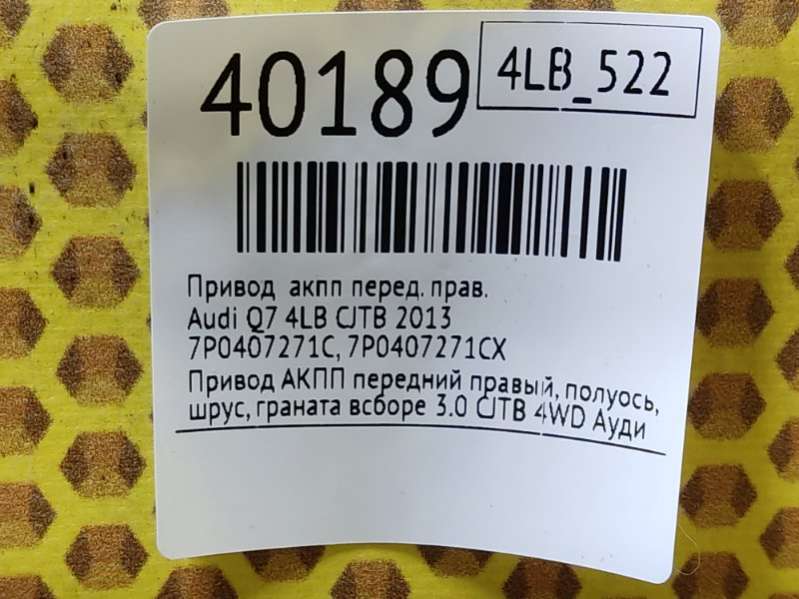 40189
4LB_522
Привод акпп перед. прав.
Audi Q7 4LB CJTB 2013
7P0407271C, 7P0407271CX
Привод АКПП передний правый, полуось,
шрус, граната всборе 3.0 CJTB 4WD Ауди